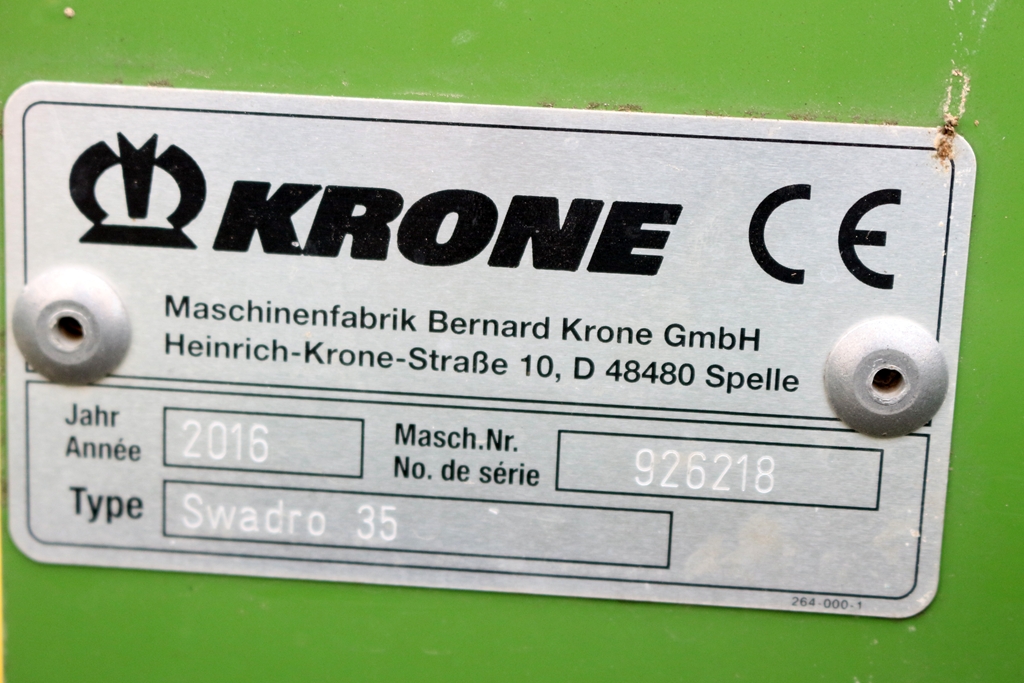 KRONE CE
Maschinenfabrik Bernard Krone GmbH
Heinrich-Krone-Straße 10, D 48480 Spelle
Jahr
Année
2016
Masch.Nr.
No. de série
926218
Type
Swadro 35
264-000-1